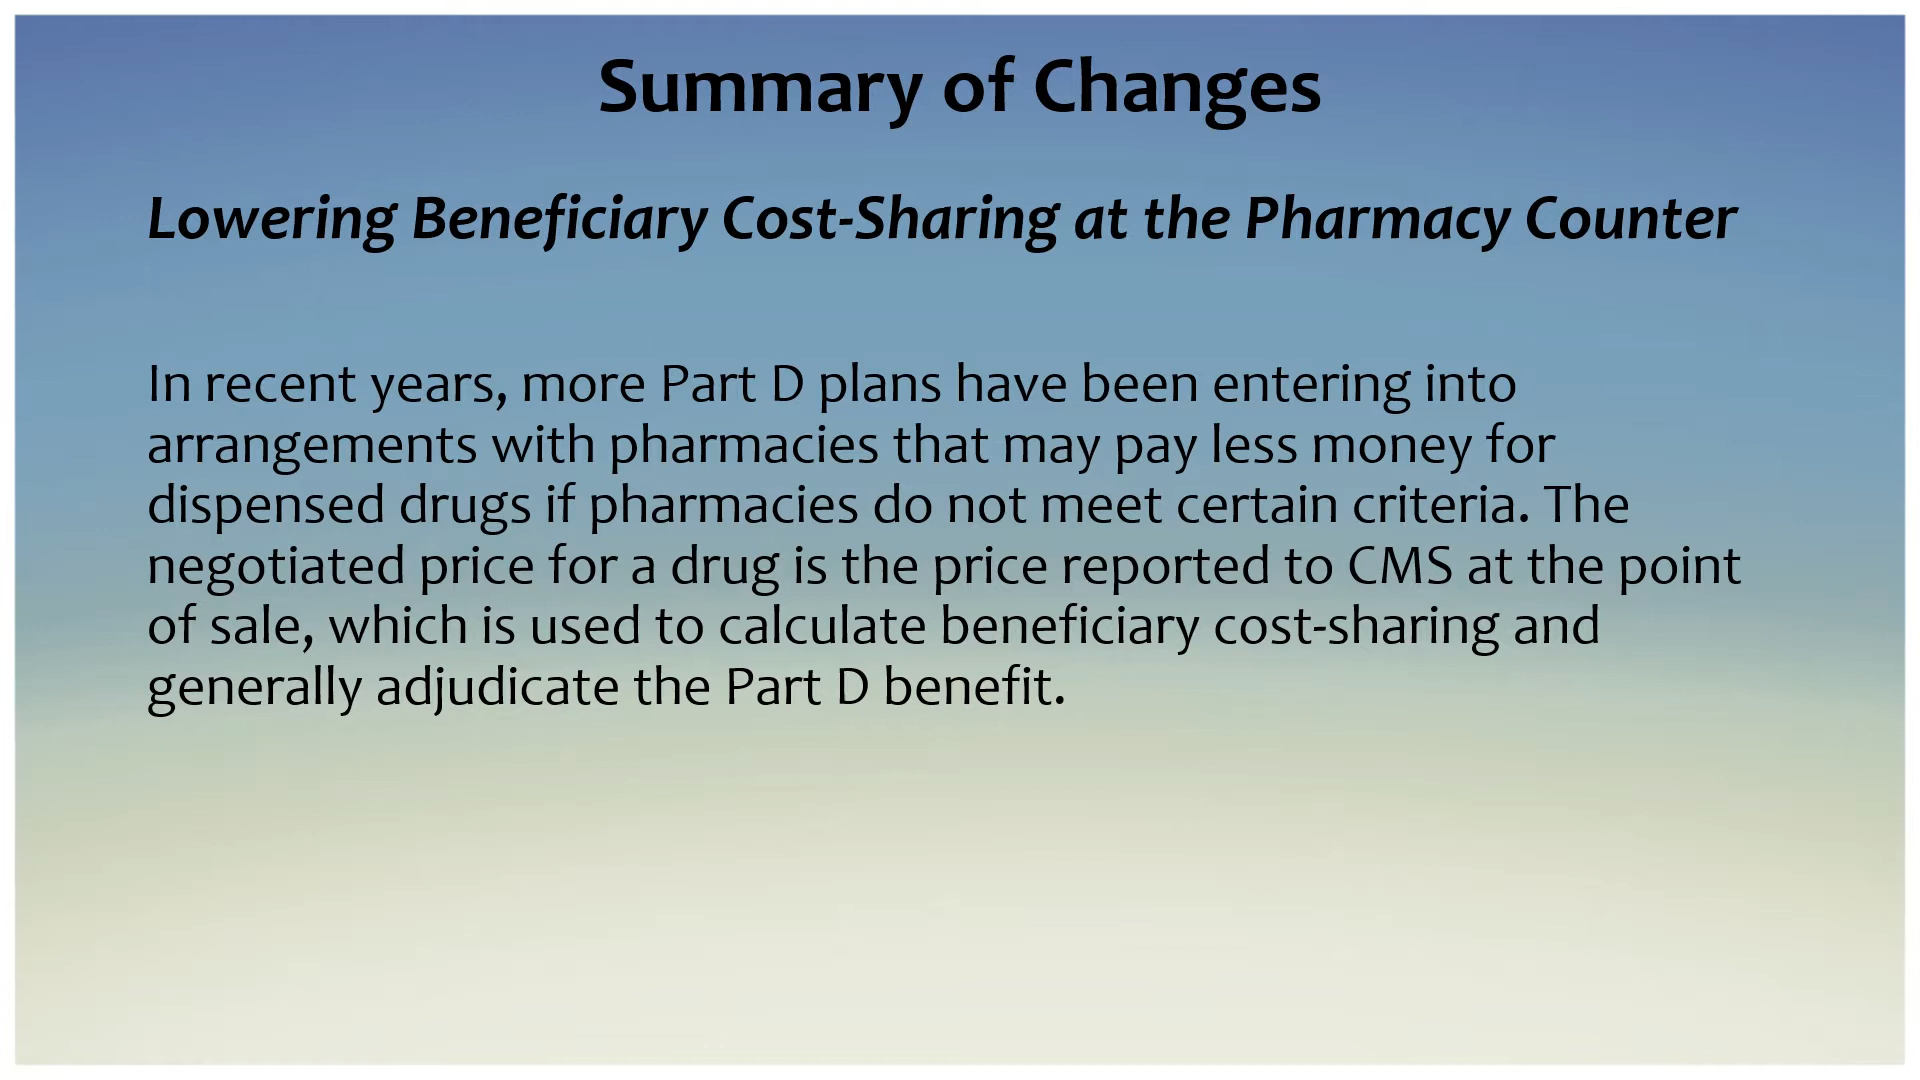 Summary of Changes
Lowering Beneficiary Cost-Sharing at the Pharmacy Counter
In recent years, more Part D plans have been entering into
arrangements with pharmacies that may pay less money for
dispensed drugs if pharmacies do not meet certain criteria. The
negotiated price for a drug is the price reported to CMS at the point
of sale, which is used to calculate beneficiary cost-sharing and
generally adjudicate the Part D benefit.